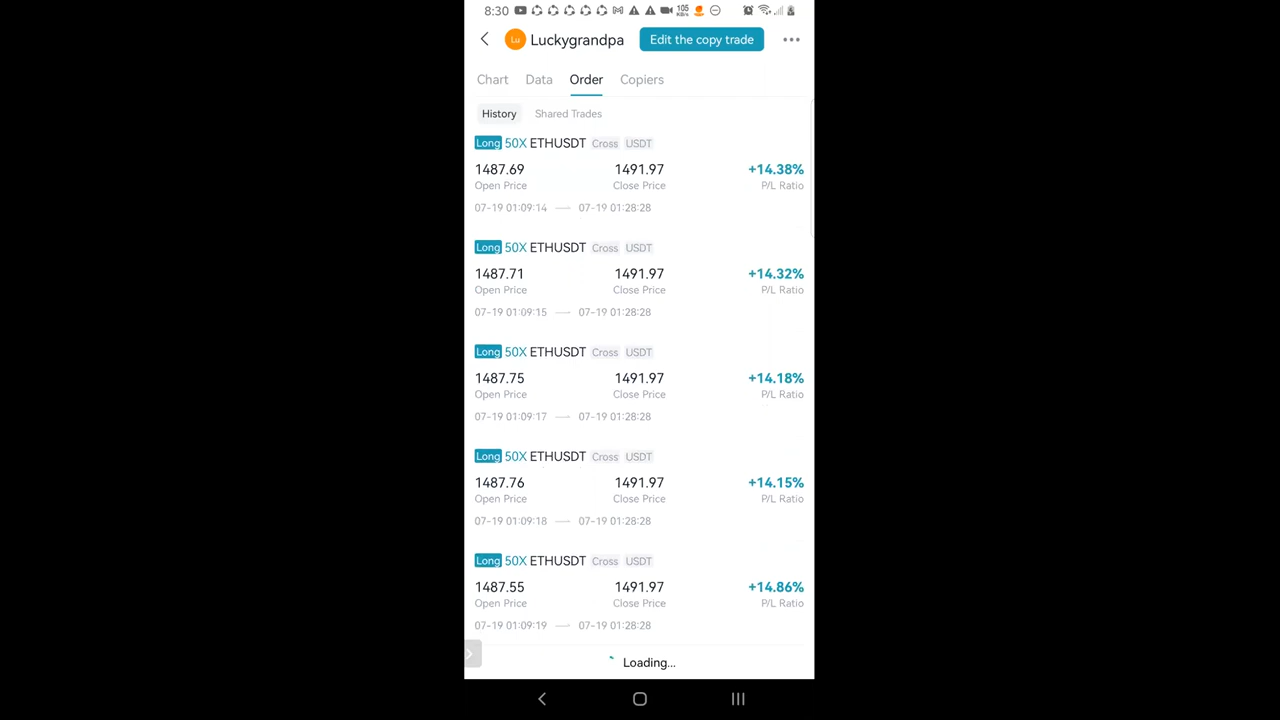 8:30 105 KB/s
Lu Luckygrandpa Edit the copy trade
Chart Data Order Copiers
History Shared Trades
Long 50X ETHUSDT Cross USDT
1487.69 1491.97 +14.38%
Open Price Close Price P/L Ratio
07-19 01:09:14 — 07-19 01:28:28
Long 50X ETHUSDT Cross USDT
1487.71 1491.97 +14.32%
Open Price Close Price P/L Ratio
07-19 01:09:15 — 07-19 01:28:28
Long 50X ETHUSDT Cross USDT
1487.75 1491.97 +14.18%
Open Price Close Price P/L Ratio
07-19 01:09:17 — 07-19 01:28:28
Long 50X ETHUSDT Cross USDT
1487.76 1491.97 +14.15%
Open Price Close Price P/L Ratio
07-19 01:09:18 — 07-19 01:28:28
Long 50X ETHUSDT Cross USDT
1487.55 1491.97 +14.86%
Open Price Close Price P/L Ratio
07-19 01:09:19 — 07-19 01:28:28
Loading...